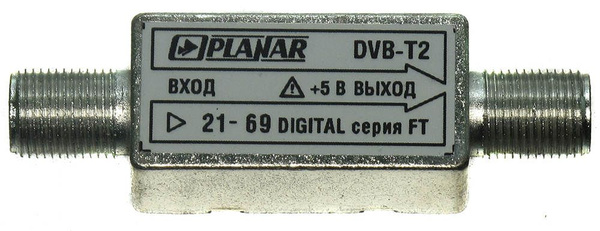 PLANAR DVB-T2
ВХОД ⚠ +5 В ВЫХОД
21-69 DIGITAL серия FT